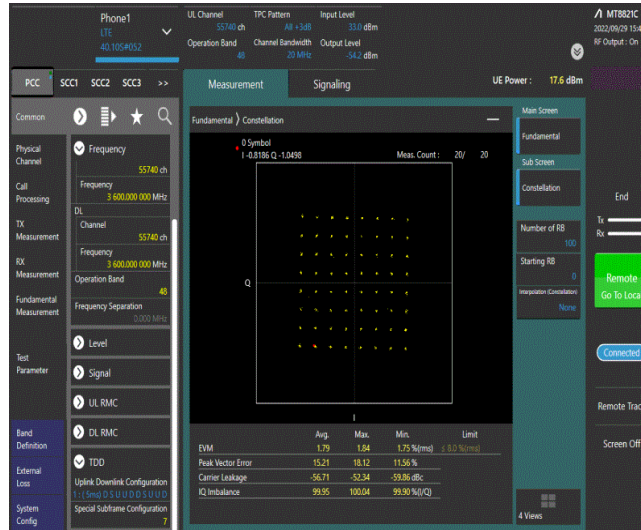 Phone1
LTE
40.10S#052
UL Channel TPC Pattern Input Level
55740 ch All +3dB 33.0 dBm
Operation Band Channel Bandwidth Output Level
48 20 MHz -54.2 dBm
MT8821C
2022/09/29 15:4
RF Output : On
PCC SCC1 SCC2 SCC3 >>
Measurement Signaling
UE Power : 17.6 dBm
Common
Physical
Channel
Call
Processing
TX
Measurement
RX
Measurement
Fundamental
Measurement
Test
Parameter
Band
Definition
External
Loss
System
Config
Frequency
55740 ch
Frequency
3 600.000 000 MHz
DL
Channel
55740 ch
Frequency
3 600.000 000 MHz
Operation Band
48
Frequency Separation
0.000 MHz
Level
Signal
UL RMC
DL RMC
TDD
Uplink Downlink Configuration
1 : ( 5ms) D S U U D D S U U D
Special Subframe Configuration
7
Fundamental 》 Constellation
0 Symbol
I -0.8186 Q -1.0498 Meas. Count : 20/ 20
Q
I
Avg. Max. Min. Limit
EVM 1.79 1.84 1.75 %(rms) ≤ 8.0 %(rms)
Peak Vector Error 15.21 18.12 11.56 %
Carrier Leakage -56.71 -52.34 -59.86 dBc
IQ Imbalance 99.95 100.04 99.90 %(I/Q)
Main Screen
Fundamental
Sub Screen
Constellation
Number of RB
100
Starting RB
0
Interpolation (Constellation)
None
4 Views
End
Tx
Rx
Remote
Go To Loca
Connected
Remote Trac
Screen Off